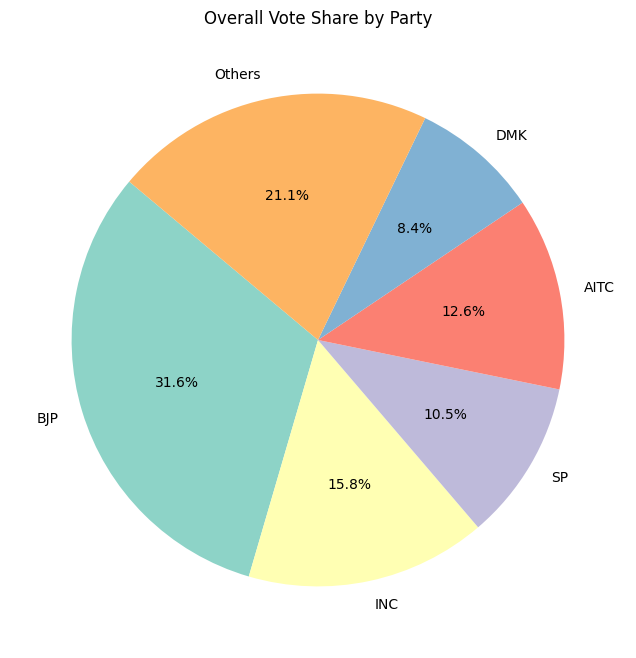 Overall Vote Share by Party
Others
DMK
21.1%
8.4%
AITC
12.6%
31.6%
10.5%
BJP
15.8%
SP
INC